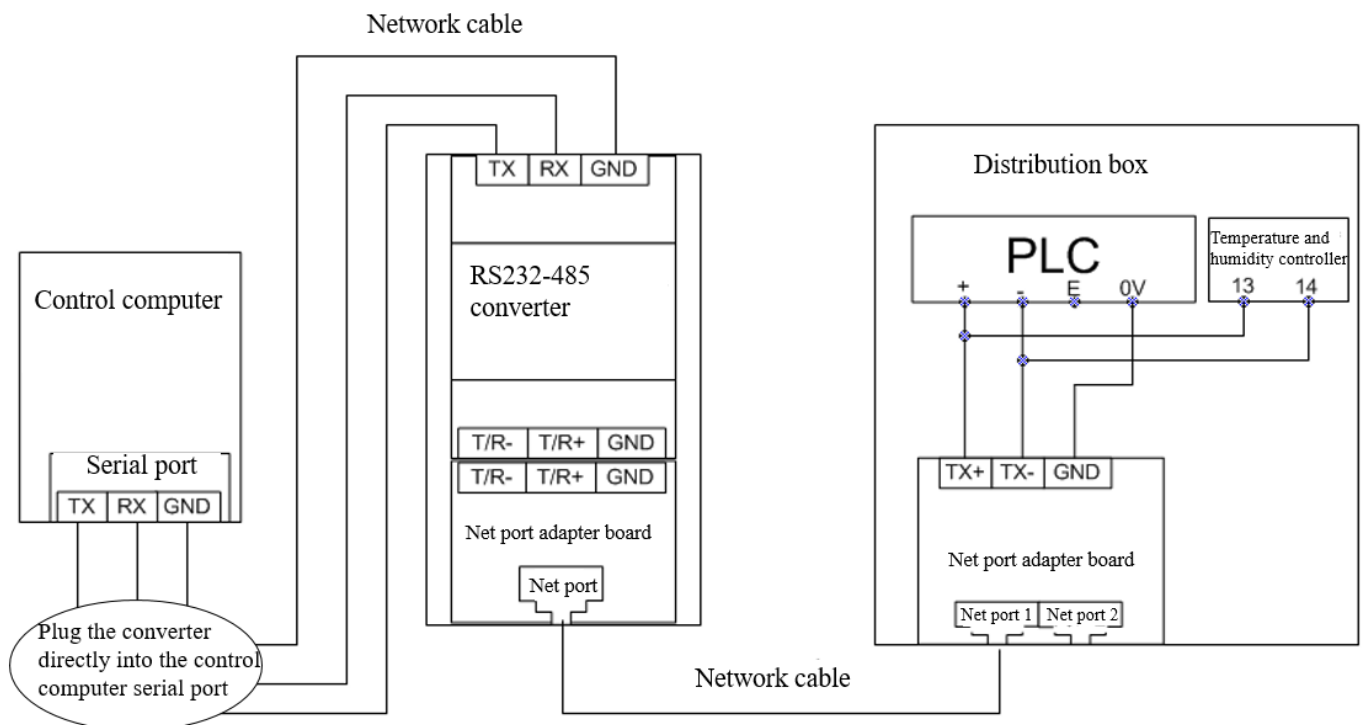 Network cable
TX RX GND
RS232-485
converter
T/R- T/R+ GND
T/R- T/R+ GND
Net port adapter board
Net port
Control computer
Serial port
TX RX GND
Plug the converter
directly into the control
computer serial port
Network cable
Distribution box
PLC
+ - E 0V
Temperature and
humidity controller
13 14
TX+ TX- GND
Net port adapter board
Net port 1 Net port 2